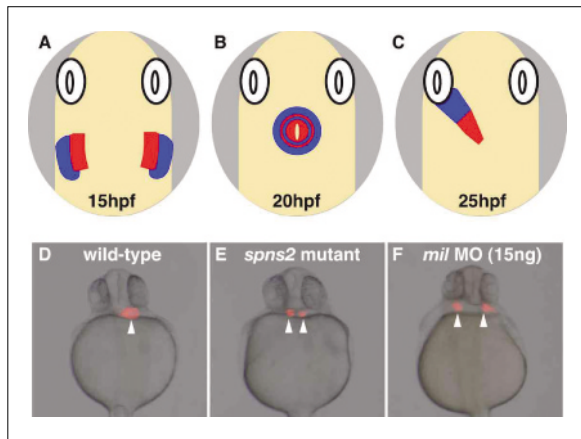 A B C
15hpf 20hpf 25hpf
D wild-type E spns2 mutant F mil MO (15ng)